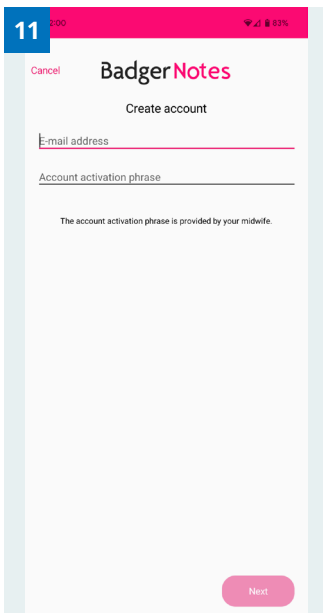 11
2:00
83%
Cancel
BadgerNotes
Create account
E-mail address
Account activation phrase
The account activation phrase is provided by your midwife.
Next